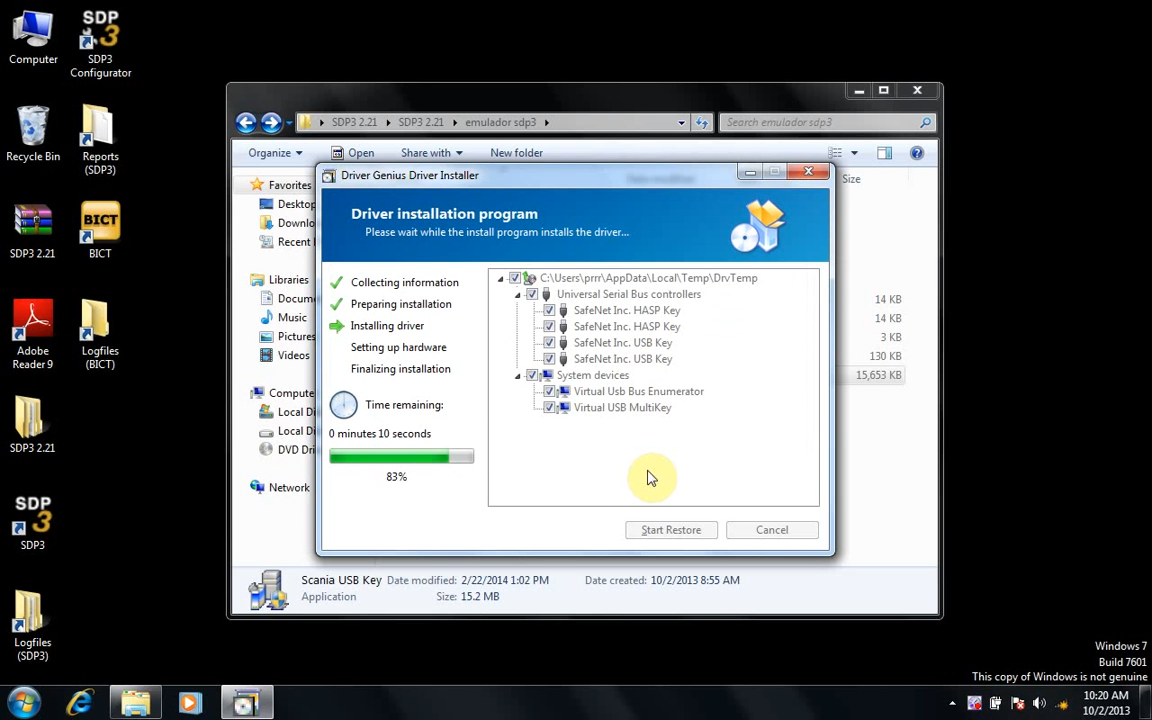 Computer
SDP3
Configurator
Recycle Bin
Reports
(SDP3)
SDP3 2.21
BICT
BICT
Adobe
Reader 9
Logfiles
(BICT)
SDP3 2.21
SDP
3
SDP3
Logfiles
(SDP3)
SDP3 2.21
SDP3 2.21
emulador sdp3
Search emulador sdp3
Organize
Open
Share with
New folder
Size
Favorites
Desktop
Recent
Libraries
Music
Pictures
Videos
Network
Driver Genius Driver Installer
Driver installation program
Please wait while the install program installs the driver...
Collecting information
Preparing installation
Installing driver
Setting up hardware
Finalizing installation
Time remaining:
0 minutes 10 seconds
83%
C:\Users\prrr\AppData\Local\Temp\DrvTemp
Universal Serial Bus controllers
SafeNet Inc. HASP Key
SafeNet Inc. HASP Key
SafeNet Inc. USB Key
SafeNet Inc. USB Key
System devices
Virtual Usb Bus Enumerator
Virtual USB MultiKey
Start Restore
Cancel
14 KB
14 KB
3 KB
130 KB
15,653 KB
Scania USB Key
Date modified: 2/22/2014 1:02 PM
Date created: 10/2/2013 8:55 AM
Application
Size: 15.2 MB
Windows 7
Build 7601
This copy of Windows is not genuine
10:20 AM
10/2/2013